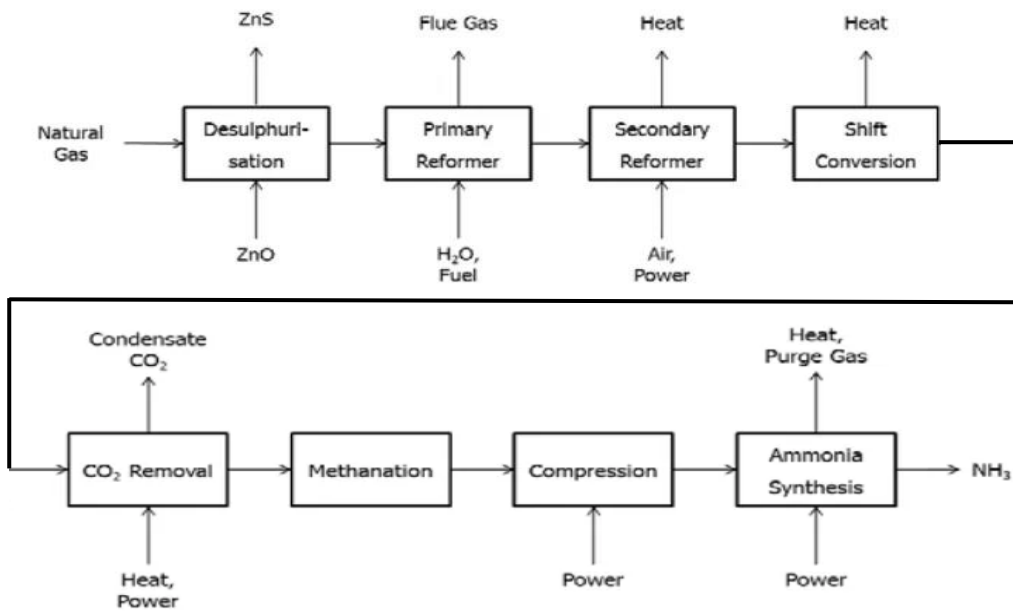 ZnS
Flue Gas
Heat
Heat
Natural
Gas
Desulphuri-
sation
Primary
Reformer
Secondary
Reformer
Shift
Conversion
ZnO
H₂O,
Fuel
Air,
Power
Condensate
CO₂
Heat,
Purge Gas
CO₂ Removal
Methanation
Compression
Ammonia
Synthesis
NH₃
Heat,
Power
Power
Power